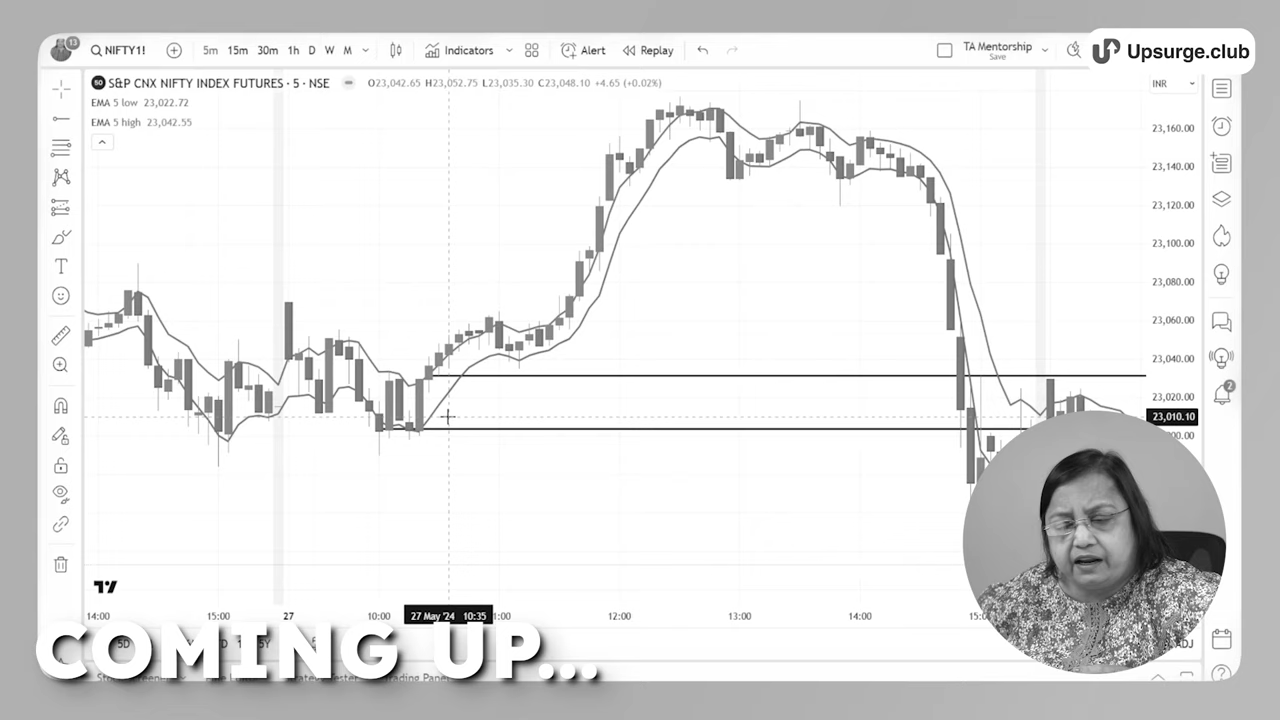 13
NIFTY1!
5m 15m 30m 1h D W M
Indicators
Alert
Replay
TA Mentorship
Save
Upsurge.club
50 S&P CNX NIFTY INDEX FUTURES · 5 · NSE
O23,042.65 H23,052.75 L23,035.30 C23,048.10 +4.65 (+0.02%)
INR
EMA 5 low 23,022.72
EMA 5 high 23,042.55
23,160.00
23,140.00
23,120.00
23,100.00
23,080.00
23,060.00
23,040.00
23,020.00
23,010.10
2
14:00 15:00 27 10:00 27 May '24 10:35 12:00 13:00 14:00
COMING UP...